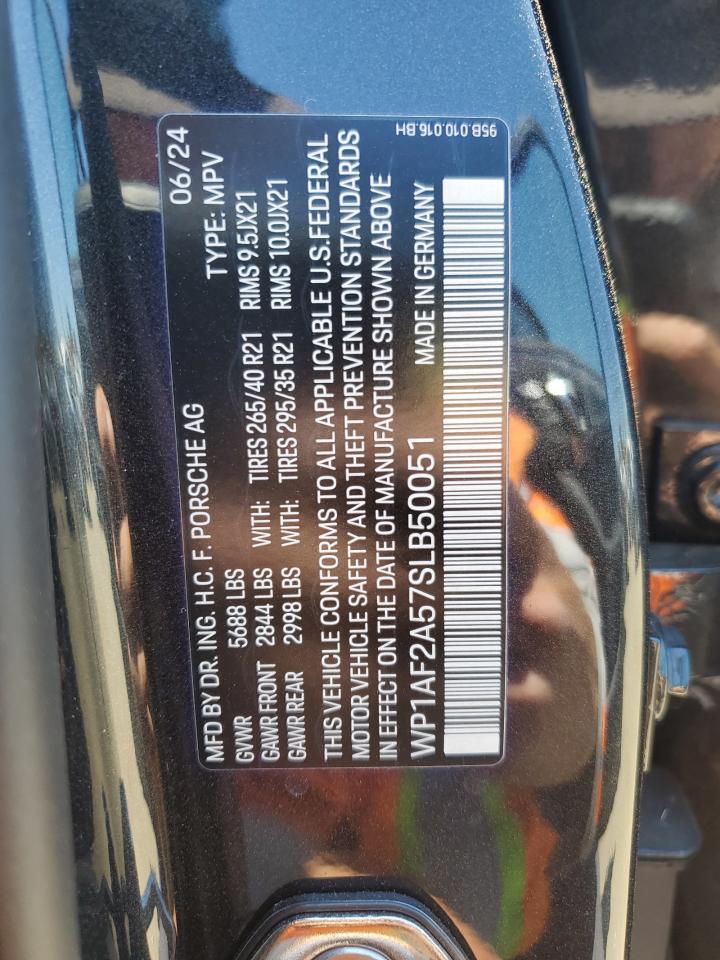 MFD BY DR. ING. H.C. F. PORSCHE AG 06/24
GVWR 5688 LBS TYPE: MPV
GAWR FRONT 2844 LBS WITH: TIRES 265/40 R21 RIMS 9.5JX21
GAWR REAR 2998 LBS WITH: TIRES 295/35 R21 RIMS 10.0JX21
THIS VEHICLE CONFORMS TO ALL APPLICABLE U.S.FEDERAL
MOTOR VEHICLE SAFETY AND THEFT PREVENTION STANDARDS
IN EFFECT ON THE DATE OF MANUFACTURE SHOWN ABOVE
WP1AF2A57SLB50051 MADE IN GERMANY
95B.010.016.BH